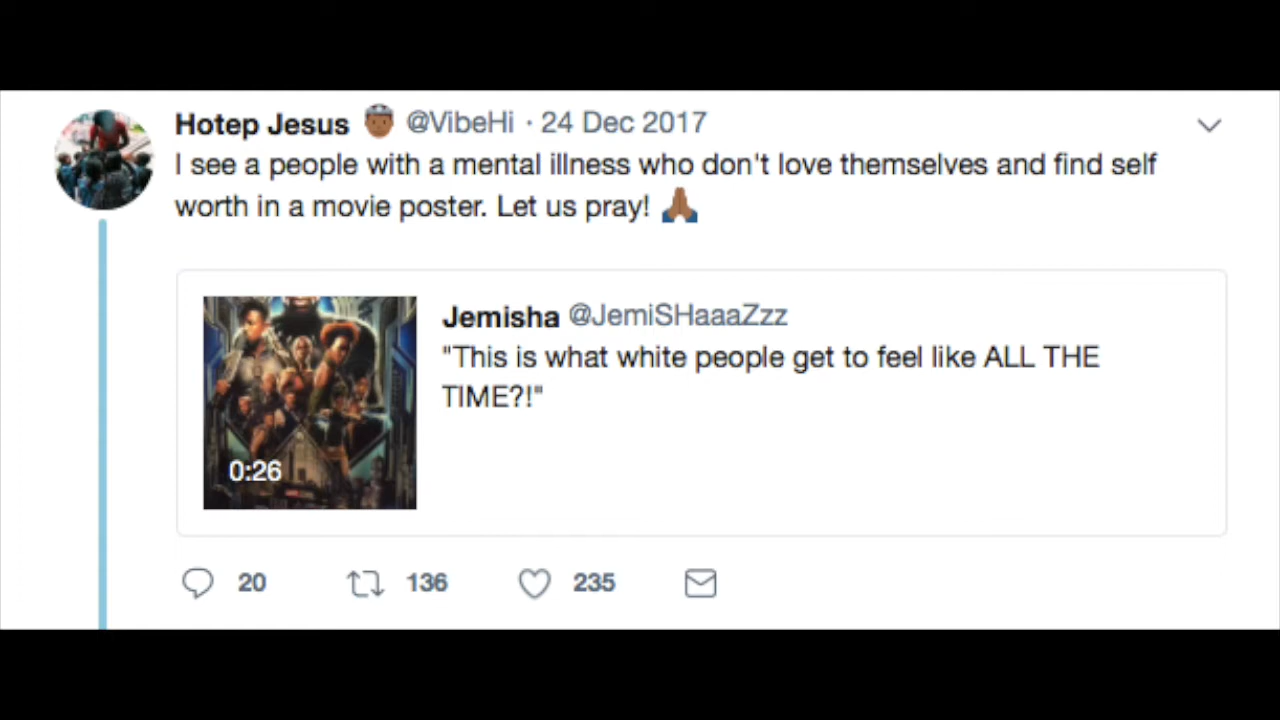 Hotep Jesus @VibeHi · 24 Dec 2017
I see a people with a mental illness who don't love themselves and find self
worth in a movie poster. Let us pray! 🙏🏾
Jemisha @JemiSHaaaZzz
"This is what white people get to feel like ALL THE
TIME?!"
0:26
20 136 235